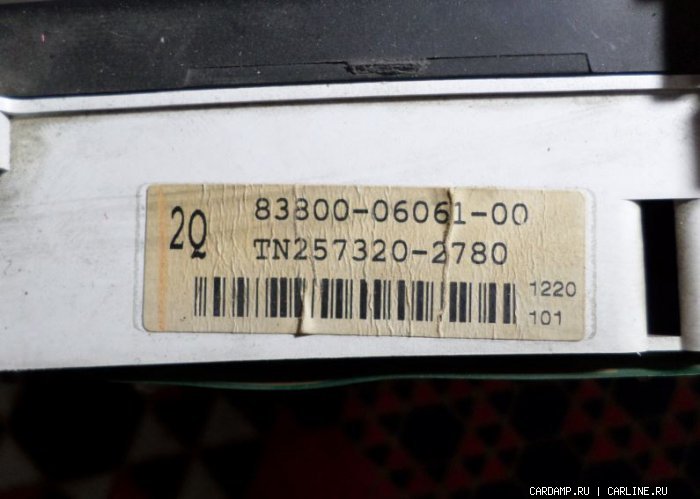 2Q 83800-06061-00
TN257320-2780
1220
101
CARDAMP.RU | CARLINE.RU